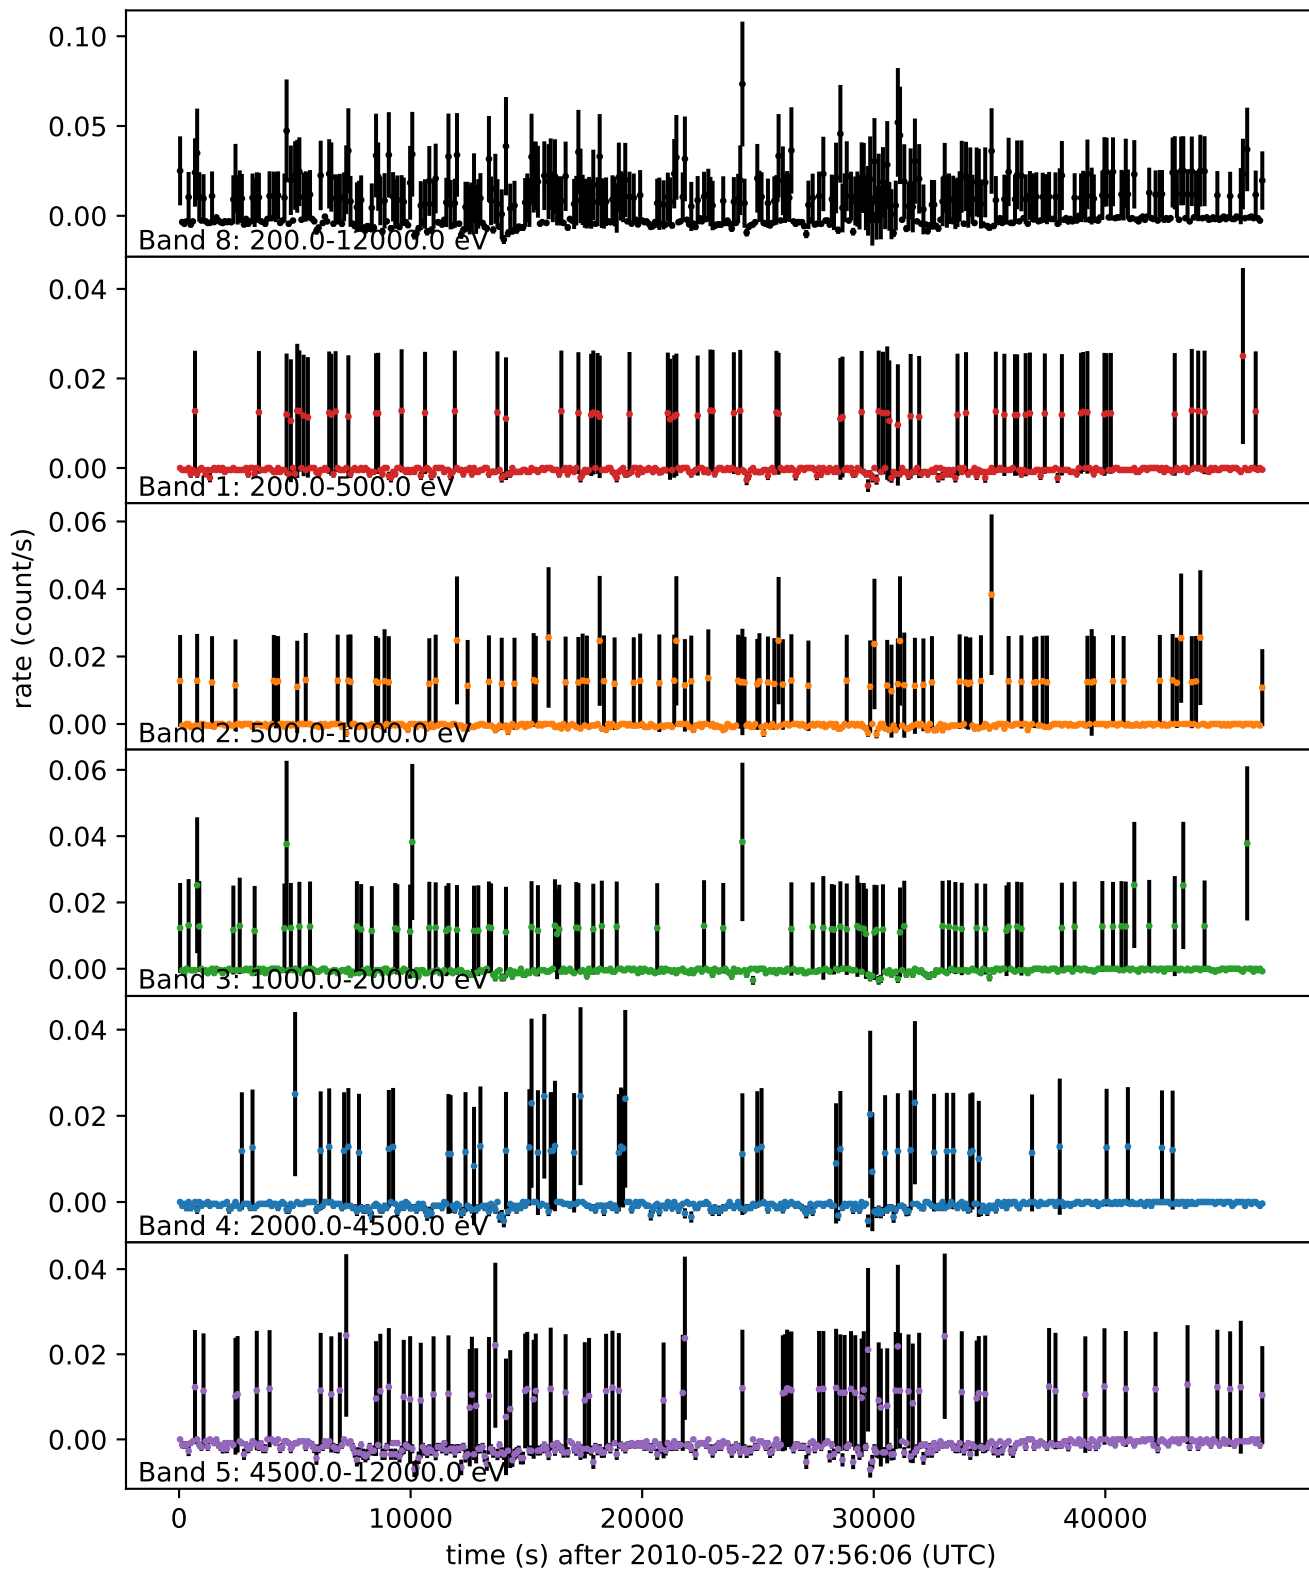 0.10
0.05
0.00
Band 8: 200.0-12000.0 eV
0.04
0.02
0.00
Band 1: 200.0-500.0 eV
0.06
0.04
0.02
0.00
Band 2: 500.0-1000.0 eV
rate (count/s)
0.06
0.04
0.02
0.00
Band 3: 1000.0-2000.0 eV
0.04
0.02
0.00
Band 4: 2000.0-4500.0 eV
0.04
0.02
0.00
Band 5: 4500.0-12000.0 eV
0 10000 20000 30000 40000
time (s) after 2010-05-22 07:56:06 (UTC)